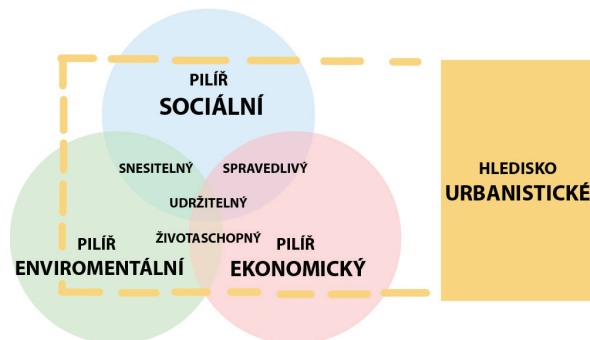 PILÍŘ
SOCIÁLNÍ
SNESITELNÝ
SPRAVEDLIVÝ
UDRŽITELNÝ
ŽIVOTASCHOPNÝ
PILÍŘ
ENVIROMENTÁLNÍ
PILÍŘ
EKONOMICKÝ
HLEDISKO
URBANISTICKÉ